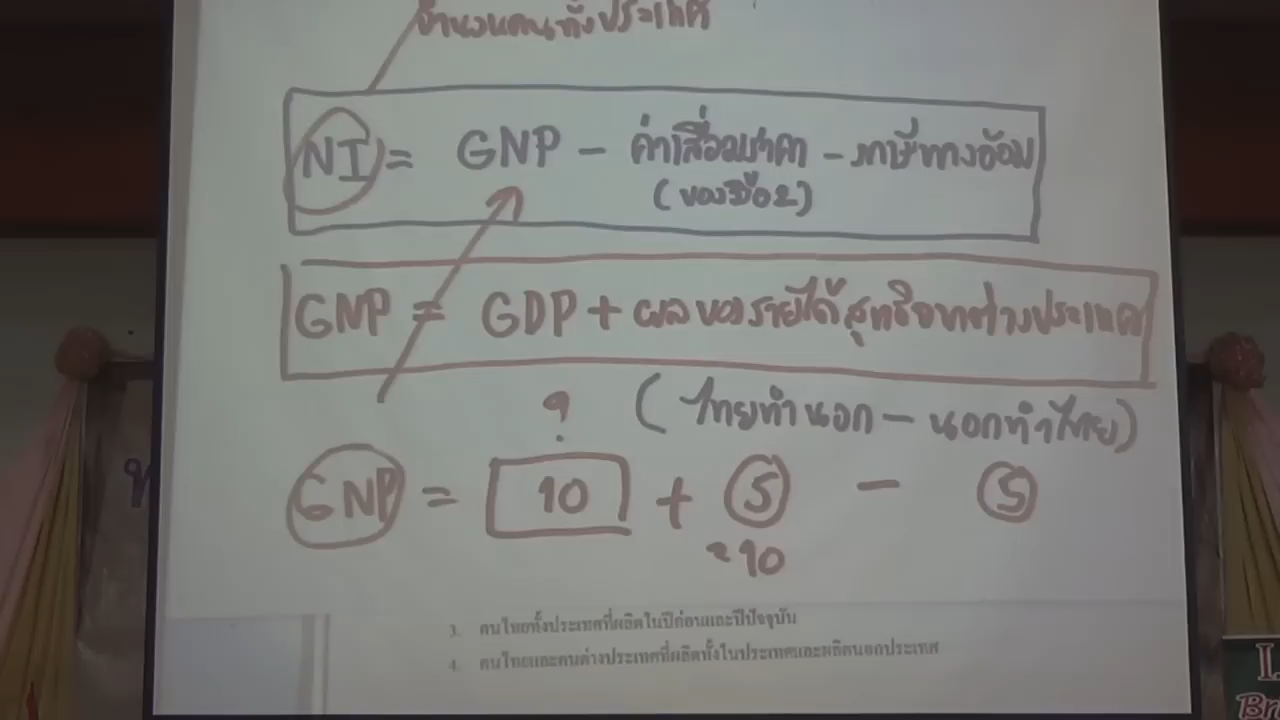 จำนวนคนทั้งประเทศ
NI = GNP - ค่าเสื่อมราคา - ภาษีทางอ้อม
(ของมือ2)
GNP = GDP + ผลของรายได้สุทธิจากต่างประเทศ
?
(ไทยทำนอก - นอกทำไทย)
GNP = 10 + 5 - 5
=10
3. คนไทยทั้งประเทศที่ผลิตในปีก่อนและปีปัจจุบัน
4. คนไทยและคนต่างประเทศที่ผลิตทั้งในประเทศและผลิตนอกประเทศ